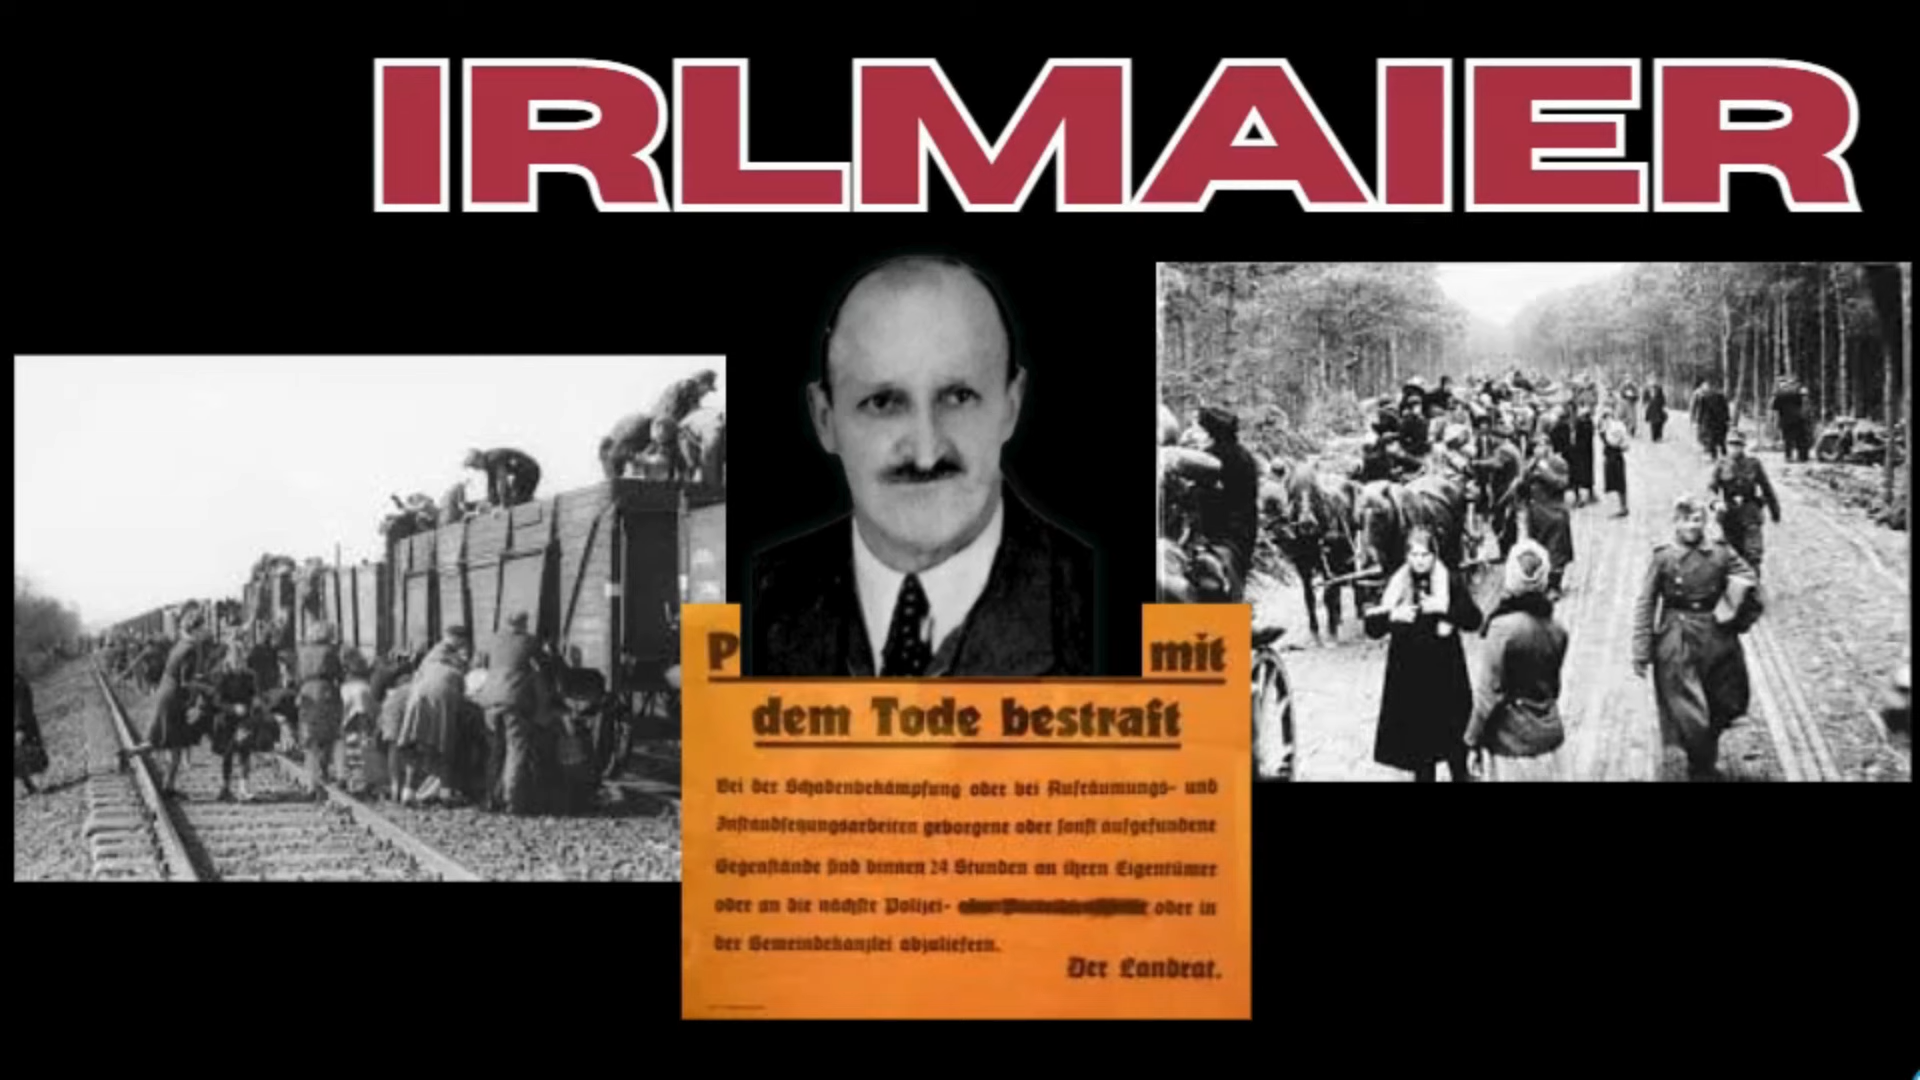 IRLMAIER
P mit
dem Tode bestraft
Bei der Schadenbekämpfung oder bei Aufräumungs- und
Instandsetzungsarbeiten geborgene oder sonst aufgefundene
Gegenstände sind binnen 24 Stunden an ihren Eigentümer
oder an die nächste Polizei- oder in
der Gemeindekanzlei abzuliefern.
Der Landrat.